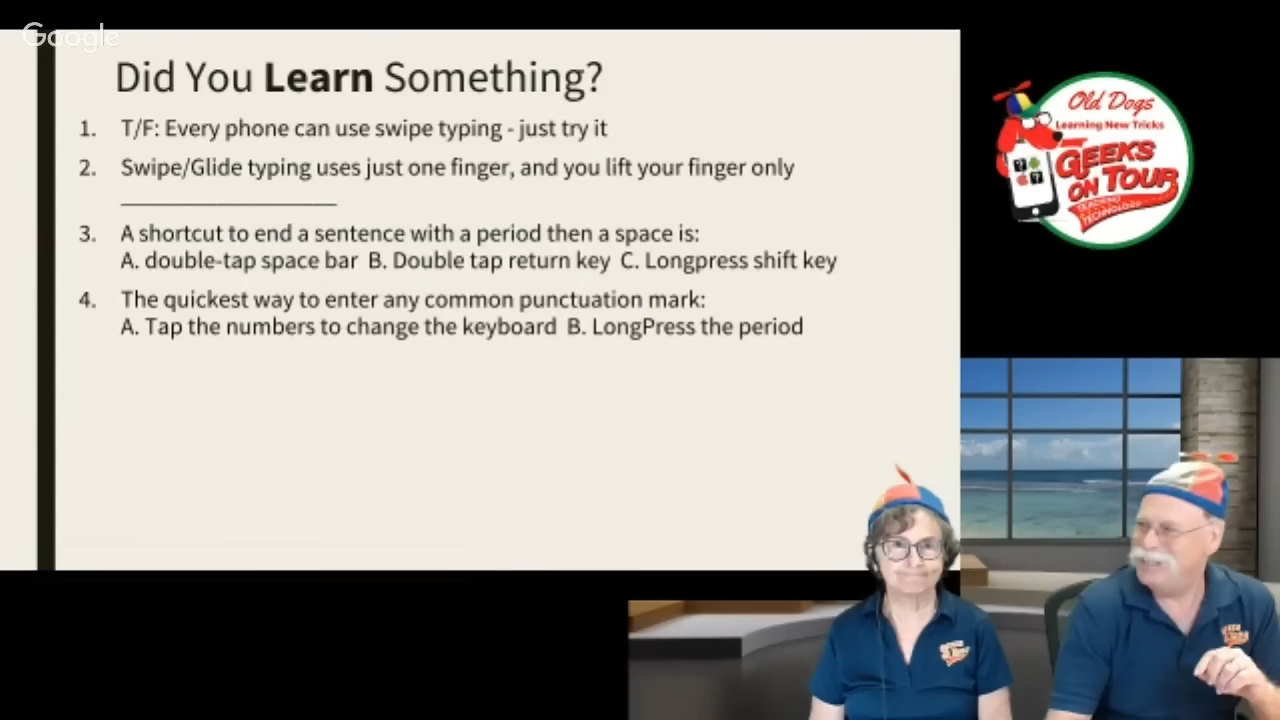 Google
Did You Learn Something?
1. T/F: Every phone can use swipe typing - just try it
2. Swipe/Glide typing uses just one finger, and you lift your finger only
____________________
3. A shortcut to end a sentence with a period then a space is:
A. double-tap space bar B. Double tap return key C. Longpress shift key
4. The quickest way to enter any common punctuation mark:
A. Tap the numbers to change the keyboard B. LongPress the period
Old Dogs
Learning New Tricks
GEEKS
ON TOUR
TEACHING
TECHNOLOGY